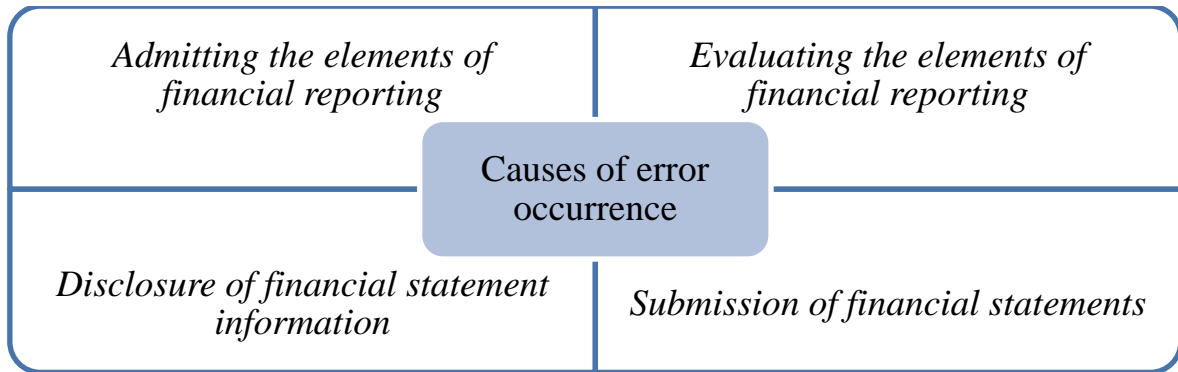 Admitting the elements of
financial reporting
Evaluating the elements of
financial reporting
Causes of error
occurrence
Disclosure of financial statement
information
Submission of financial statements